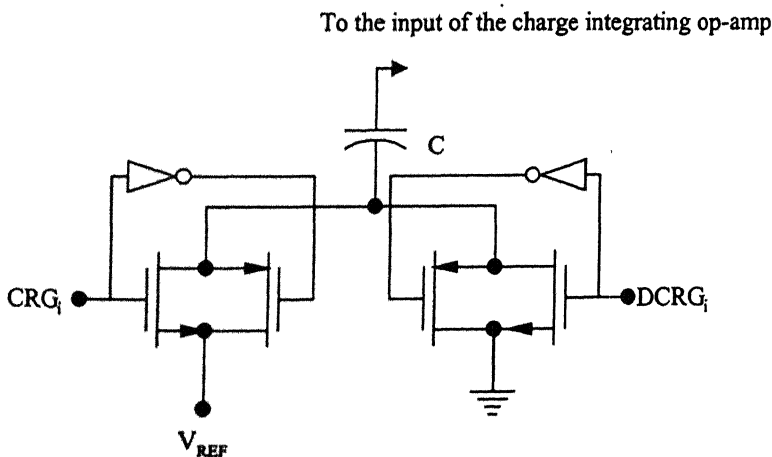 To the input of the charge integrating op-amp
C
CRGi
DCRGi
VREF